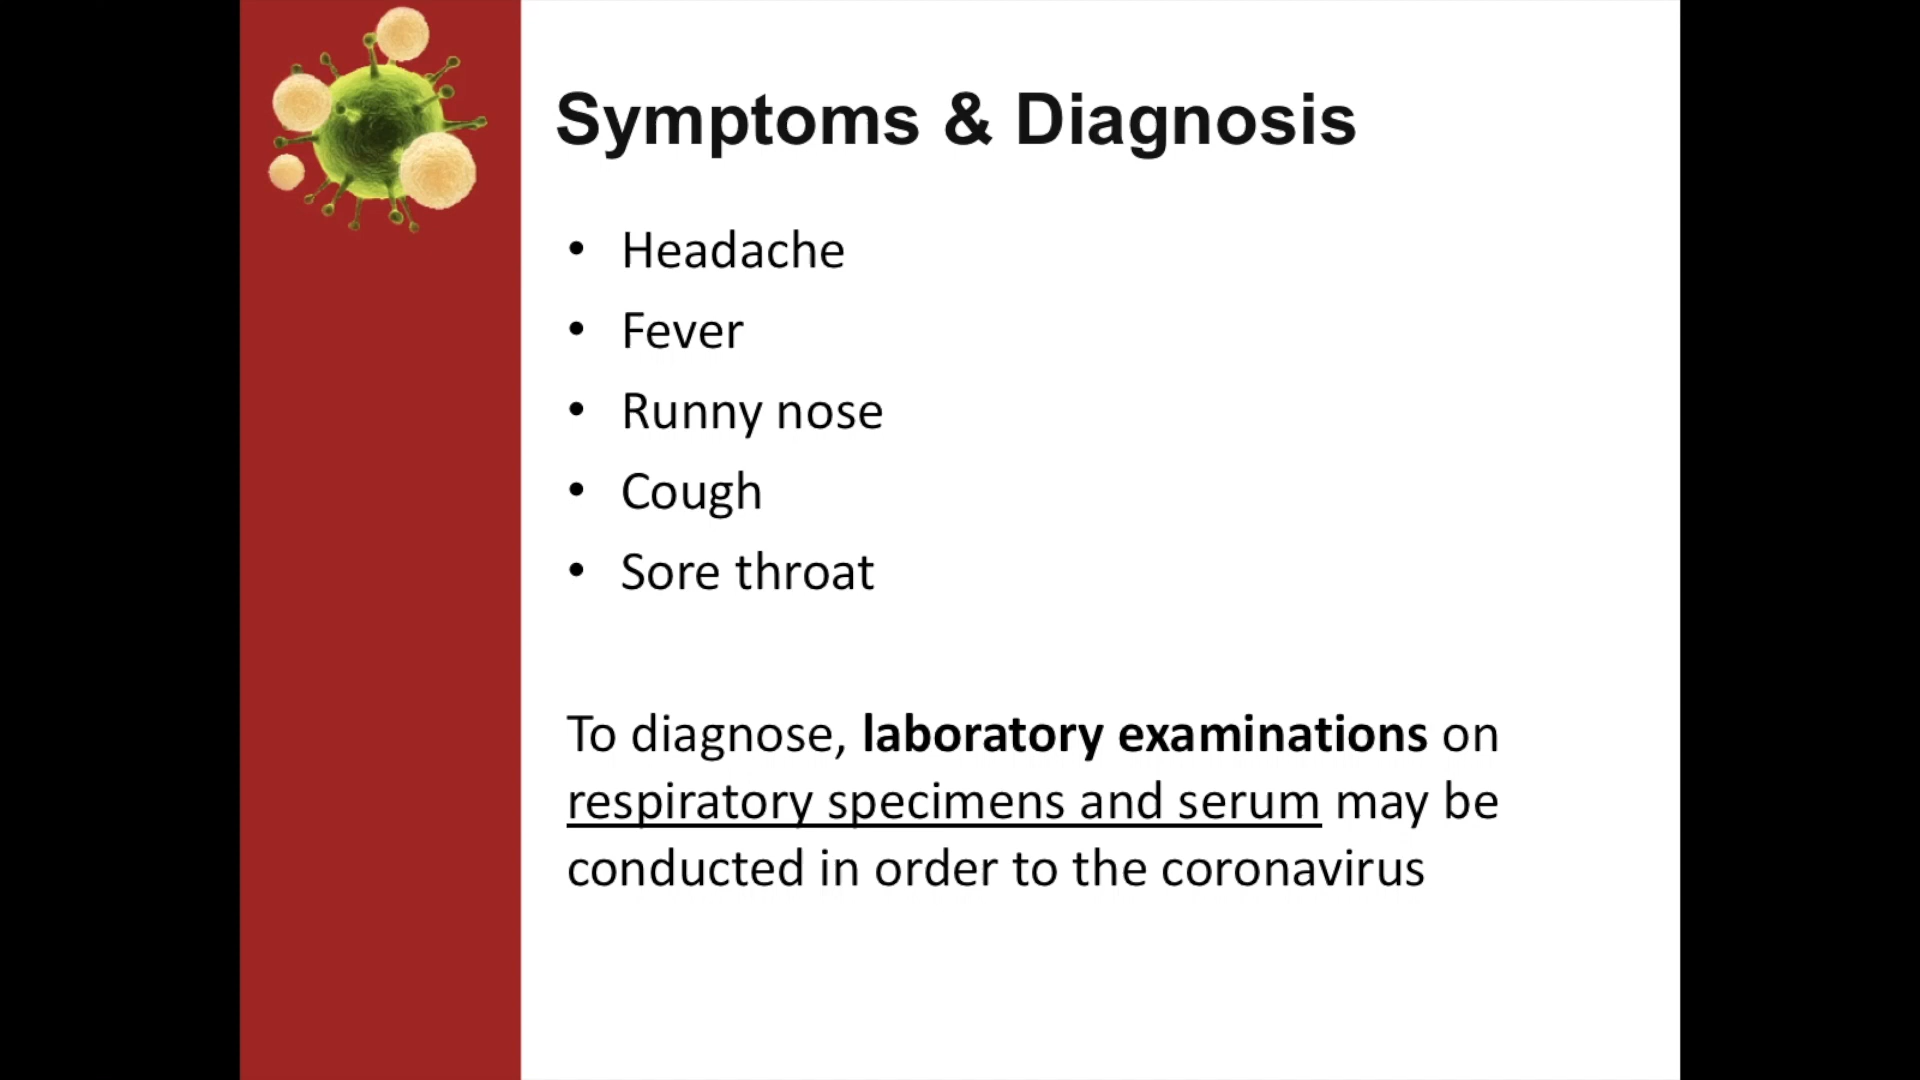 Symptoms & Diagnosis
• Headache
• Fever
• Runny nose
• Cough
• Sore throat
To diagnose, laboratory examinations on
respiratory specimens and serum may be
conducted in order to the coronavirus